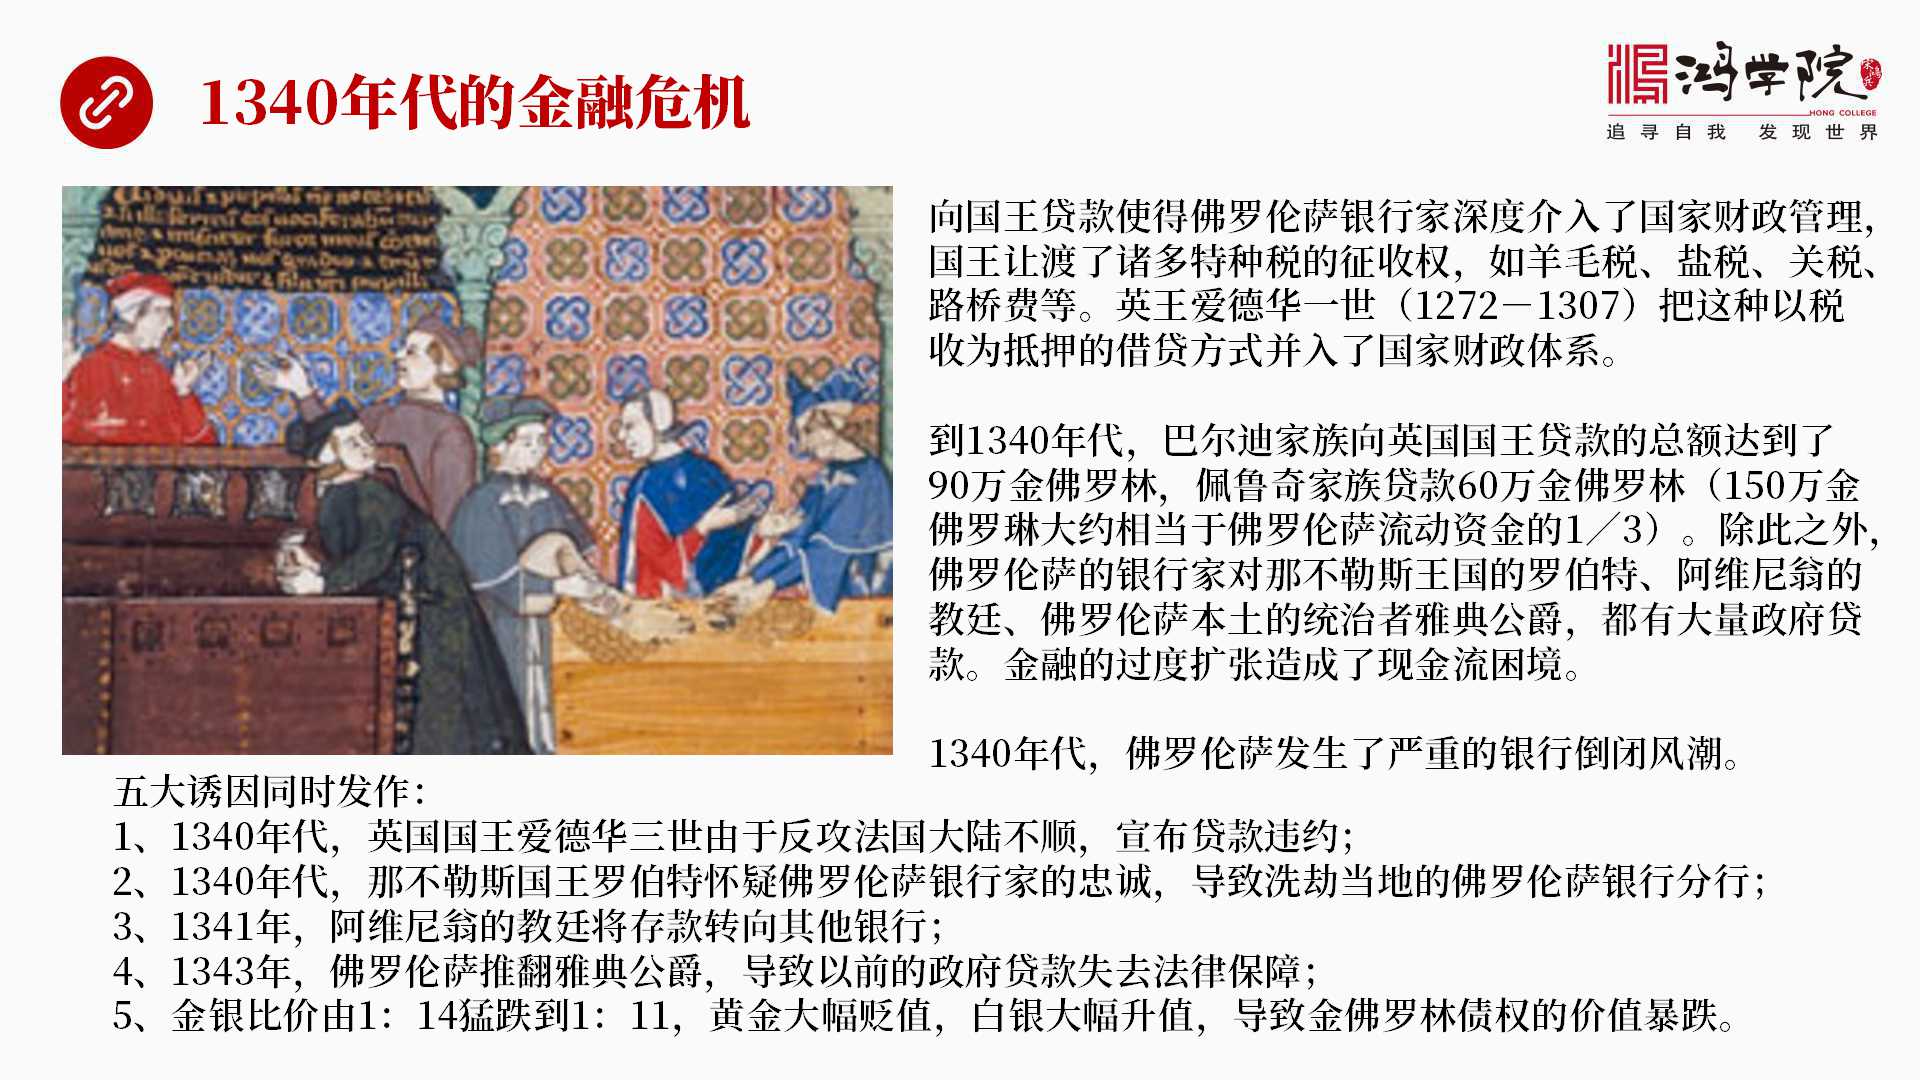 1340年代的金融危机
鸿学院
宋鸿兵
HONG COLLEGE
追寻自我 发现世界
向国王贷款使得佛罗伦萨银行家深度介入了国家财政管理，
国王让渡了诸多特种税的征收权，如羊毛税、盐税、关税、
路桥费等。英王爱德华一世（1272－1307）把这种以税
收为抵押的借贷方式并入了国家财政体系。
到1340年代，巴尔迪家族向英国国王贷款的总额达到了
90万金佛罗林，佩鲁奇家族贷款60万金佛罗林（150万金
佛罗琳大约相当于佛罗伦萨流动资金的1／3）。除此之外，
佛罗伦萨的银行家对那不勒斯王国的罗伯特、阿维尼翁的
教廷、佛罗伦萨本土的统治者雅典公爵，都有大量政府贷
款。金融的过度扩张造成了现金流困境。
1340年代，佛罗伦萨发生了严重的银行倒闭风潮。
五大诱因同时发作：
1、1340年代，英国国王爱德华三世由于反攻法国大陆不顺，宣布贷款违约；
2、1340年代，那不勒斯国王罗伯特怀疑佛罗伦萨银行家的忠诚，导致洗劫当地的佛罗伦萨银行分行；
3、1341年，阿维尼翁的教廷将存款转向其他银行；
4、1343年，佛罗伦萨推翻雅典公爵，导致以前的政府贷款失去法律保障；
5、金银比价由1：14猛跌到1：11，黄金大幅贬值，白银大幅升值，导致金佛罗林债权的价值暴跌。